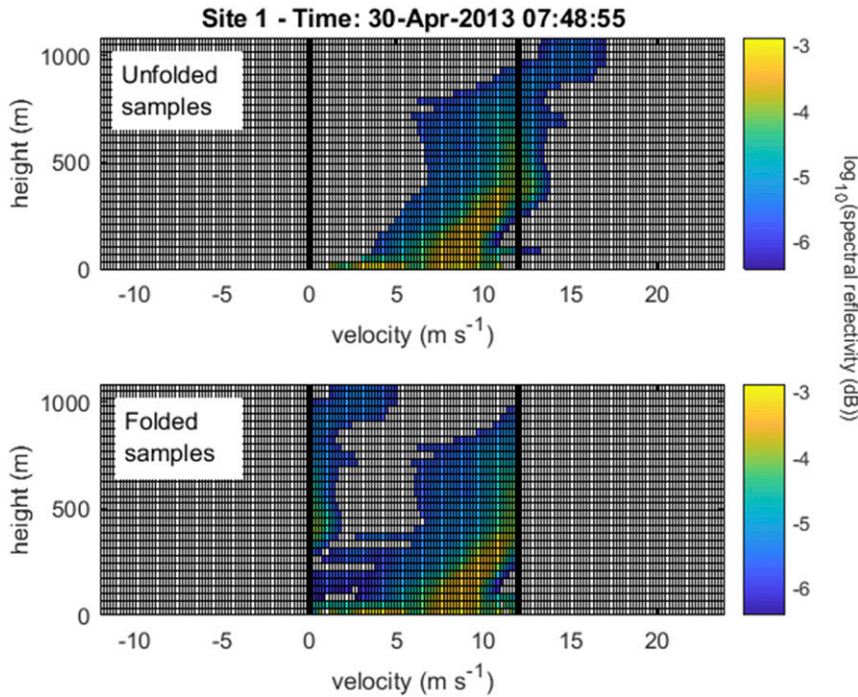 Site 1 - Time: 30-Apr-2013 07:48:55
1000
500
0
height (m)
Unfolded
samples
-10
-5
0
5
10
15
20
velocity (m s-1)
-3
-4
-5
-6
log10(spectral reflectivity (dB))
1000
500
0
height (m)
Folded
samples
-10
-5
0
5
10
15
20
velocity (m s-1)
-3
-4
-5
-6